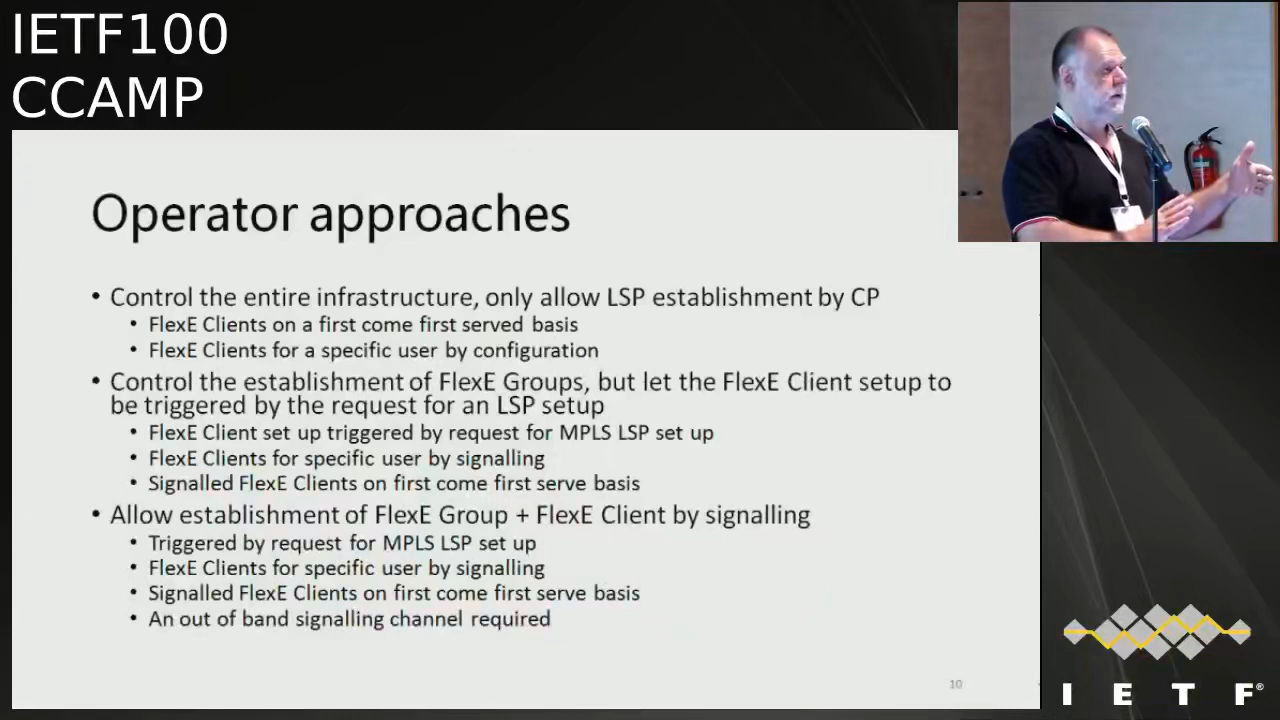 IETF100
CCAMP
Operator approaches
• Control the entire infrastructure, only allow LSP establishment by CP
• FlexE Clients on a first come first served basis
• FlexE Clients for a specific user by configuration
• Control the establishment of FlexE Groups, but let the FlexE Client setup to
be triggered by the request for an LSP setup
• FlexE Client set up triggered by request for MPLS LSP set up
• FlexE Clients for specific user by signalling
• Signalled FlexE Clients on first come first serve basis
• Allow establishment of FlexE Group + FlexE Client by signalling
• Triggered by request for MPLS LSP set up
• FlexE Clients for specific user by signalling
• Signalled FlexE Clients on first come first serve basis
• An out of band signalling channel required
10
I E T F®